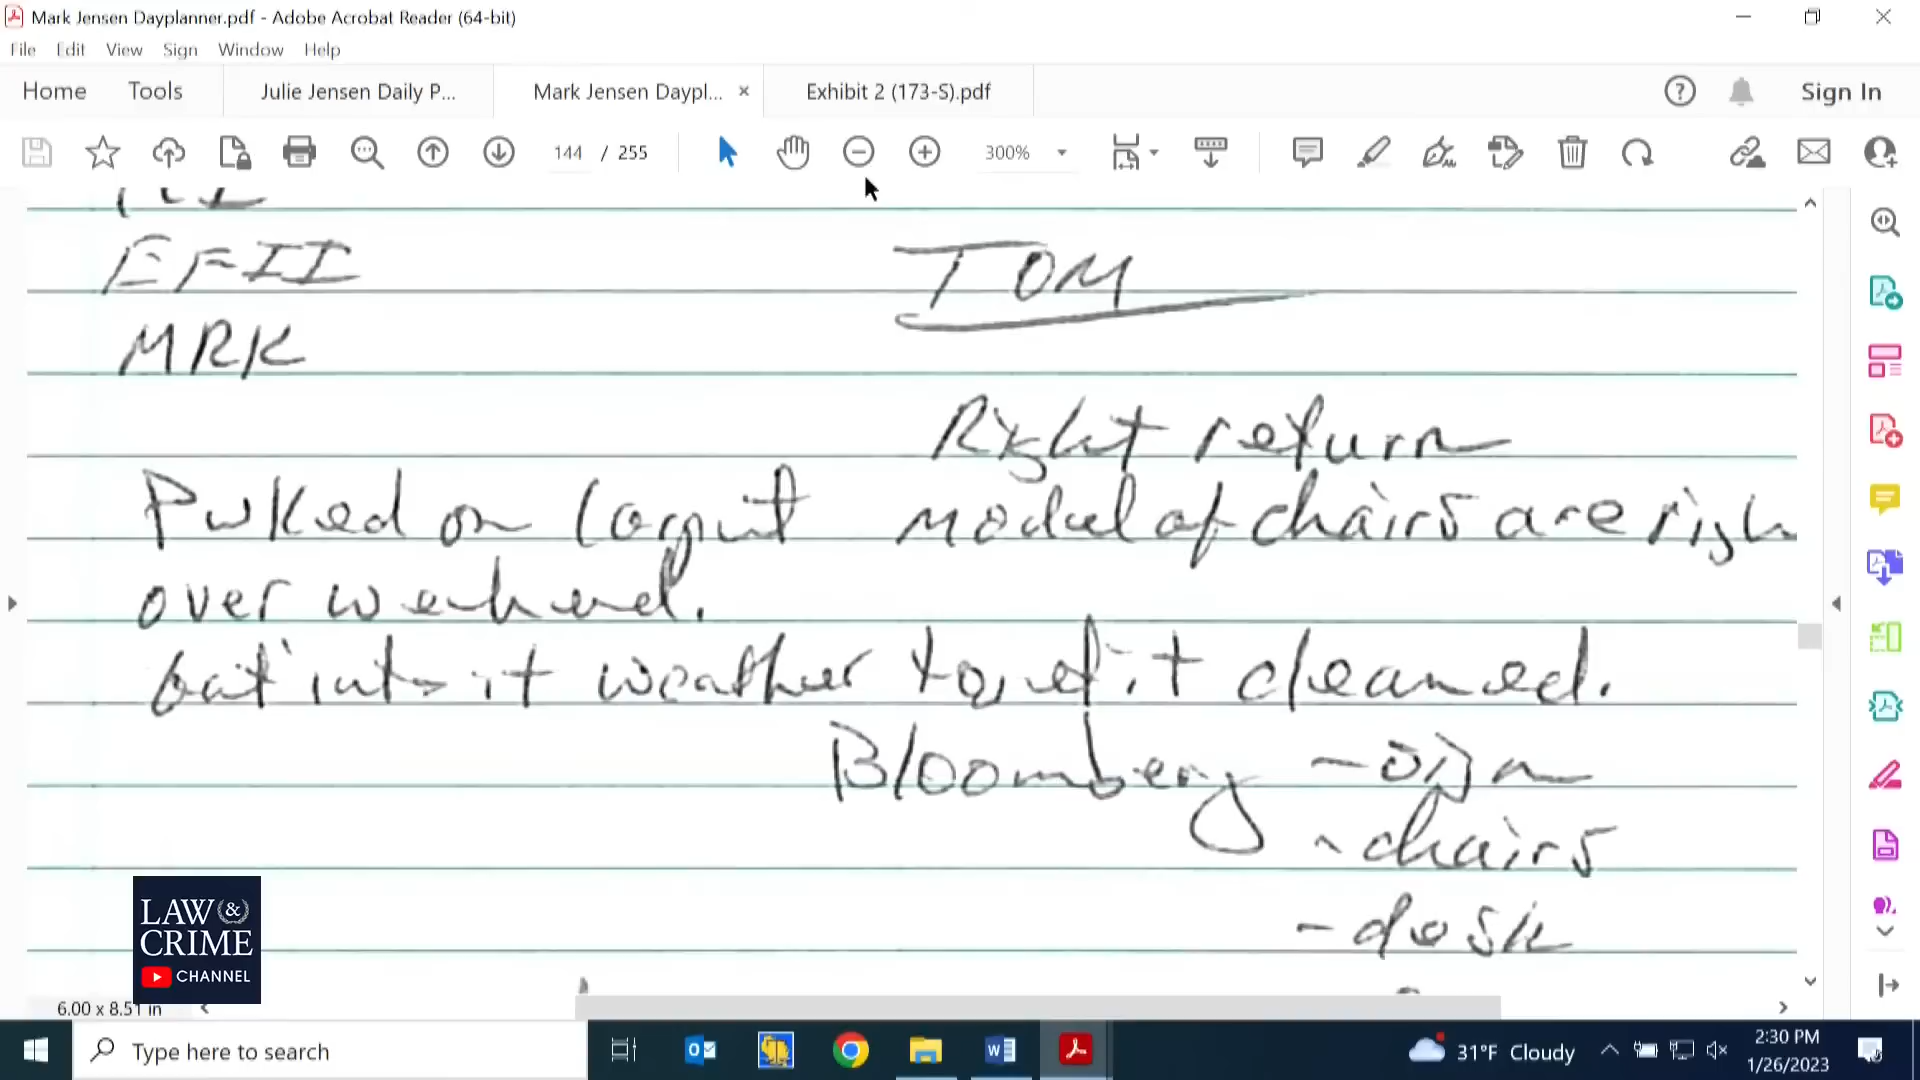 Mark Jensen Dayplanner.pdf - Adobe Acrobat Reader (64-bit)
File Edit View Sign Window Help
Home Tools Julie Jensen Daily P... Mark Jensen Daypl... × Exhibit 2 (173-S).pdf Sign In
144 / 255 300%
EFII
TOM
MRK
Right return
Puked on
model of chairs are righ
over weekend.
it weather to get it cleaned.
Bloomberg -
- chairs
- desk
LAW &
CRIME
CHANNEL
6.00 x 8.51 in
Type here to search
31°F Cloudy
2:30 PM
1/26/2023